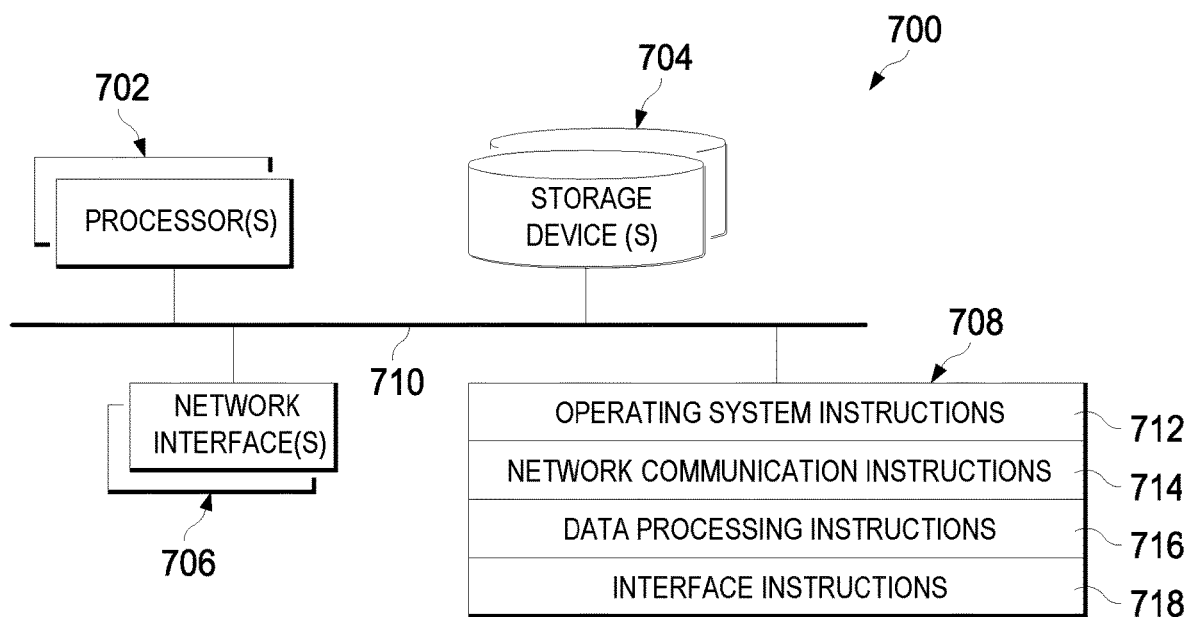 700
702
704
PROCESSOR(S)
STORAGE
DEVICE (S)
710
708
NETWORK
INTERFACE(S)
706
OPERATING SYSTEM INSTRUCTIONS
712
NETWORK COMMUNICATION INSTRUCTIONS
714
DATA PROCESSING INSTRUCTIONS
716
INTERFACE INSTRUCTIONS
718